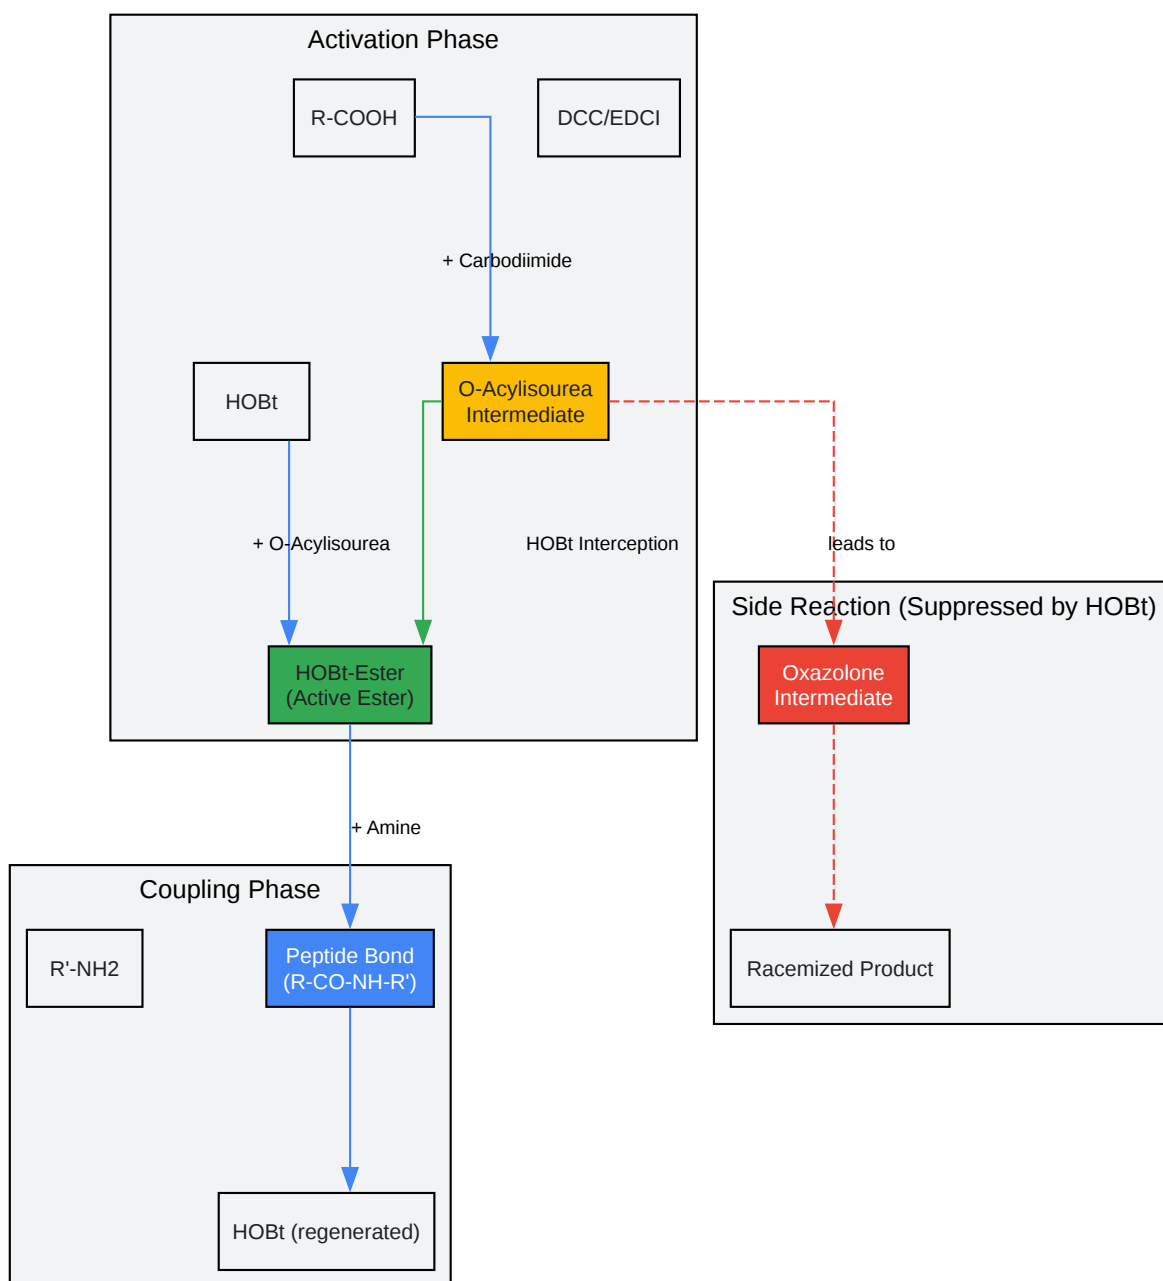 Activation Phase
R-COOH
DCC/EDCI
+ Carbodiimide
HOBt
O-Acylisourea
Intermediate
+ O-Acylisourea
HOBt Interception
leads to
Side Reaction (Suppressed by HOBt)
HOBt-Ester
(Active Ester)
Oxazolone
Intermediate
+ Amine
Coupling Phase
R'-NH2
Peptide Bond
(R-CO-NH-R')
Racemized Product
HOBt (regenerated)